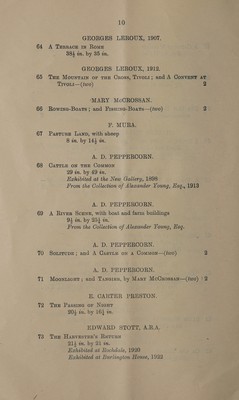 10
GEORGES LEROUX, 1907.
64 A TERRACE IN ROME
38½ in. by 55 in.
GEORGES LEROUX, 1912.
65 THE MOUNTAIN OF THE CROSS, TIVOLI; and A CONVENT AT
TIVOLI—(two) 2
MARY McCROSSAN.
66 ROWING-BOATS; and FISHING-BOATS—(two) 2
F. MURA.
67 PASTURE LAND, with sheep
8 in. by 14½ in.
A. D. PEPPERCORN.
68 CATTLE ON THE COMMON
29 in. by 49 in.
Exhibited at the New Gallery, 1898
From the Collection of Alexander Young, Esq., 1913
A. D. PEPPERCORN.
69 A RIVER SCENE, with boat and farm buildings
9½ in. by 25½ in.
From the Collection of Alexander Young, Esq.
A. D. PEPPERCORN.
70 SOLITUDE; and A CASTLE ON A COMMON—(two) 2
A. D. PEPPERCORN.
71 MOONLIGHT; and TANGIER, by MARY McCROSSAN—(two) 2
E. CARTER PRESTON.
72 THE PASSING OF NIGHT
20½ in. by 16½ in.
EDWARD STOTT, A.R.A.
73 THE HARVESTER'S RETURN
21½ in. by 21 in.
Exhibited at Rochdale, 1920
Exhibited at Burlington House, 1933